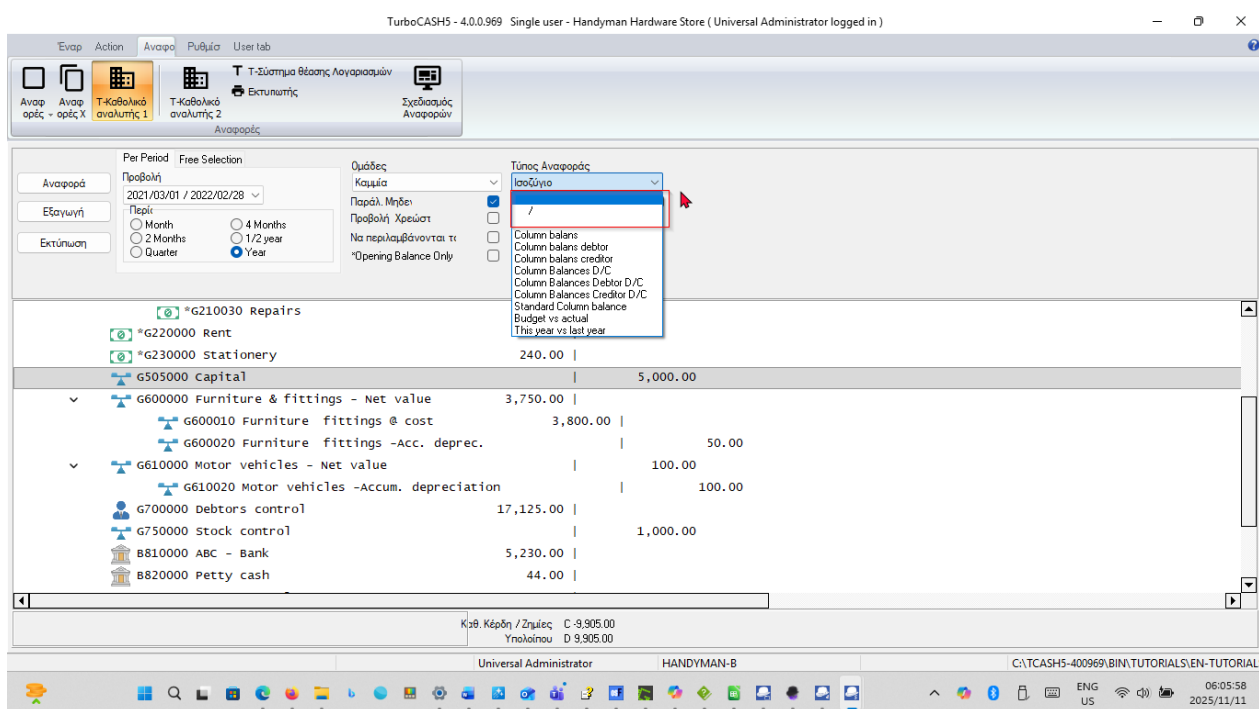 TurboCASH5 - 4.0.0.969 Single user - Handyman Hardware Store ( Universal Administrator logged in )
Έναρ Action Αναφο Ρυθμίσ User tab
Αναφ
ορές
Αναφ
ορές X
Τ-Καθολικό
αναλυτής 1
Τ-Καθολικό
αναλυτής 2
T Τ-Σύστημα θέασης Λογαριασμών
Εκτυπωτής
Σχεδιασμός
Αναφορών
Αναφορές
Αναφορά
Εξαγωγή
Εκτύπωση
Per Period Free Selection
Προβολή
2021/03/01 / 2022/02/28
Περίο
Month 4 Months
2 Months 1/2 year
Quarter Year
Ομάδες
Καμμία
Παράλ. Μηδεν
Προβολή Χρεώστ
Να περιλαμβάνονται το
*Opening Balance Only
Τύπος Αναφοράς
Ισοζύγιο
/
Column balans
Column balans debtor
Column balans creditor
Column Balances D/C
Column Balances Debtor D/C
Column Balances Creditor D/C
Standard Column balance
Budget vs actual
This year vs last year
*G210030 Repairs
*G220000 Rent
*G230000 Stationery 240.00 |
G505000 Capital | 5,000.00
G600000 Furniture & fittings - Net value 3,750.00 |
G600010 Furniture fittings @ cost 3,800.00 |
G600020 Furniture fittings -Acc. deprec. | 50.00
G610000 Motor vehicles - Net value | 100.00
G610020 Motor vehicles -Accum. depreciation | 100.00
G700000 Debtors control 17,125.00 |
G750000 Stock control | 1,000.00
B810000 ABC - Bank 5,230.00 |
B820000 Petty cash 44.00 |
Καθ. Κέρδη / Ζημίες C -9,905.00
Υπολοίπου D 9,905.00
Universal Administrator HANDYMAN-B C:\TCASH5-400969\BIN\TUTORIALS\EN-TUTORIAL
ENG
US
06:05:58
2025/11/11